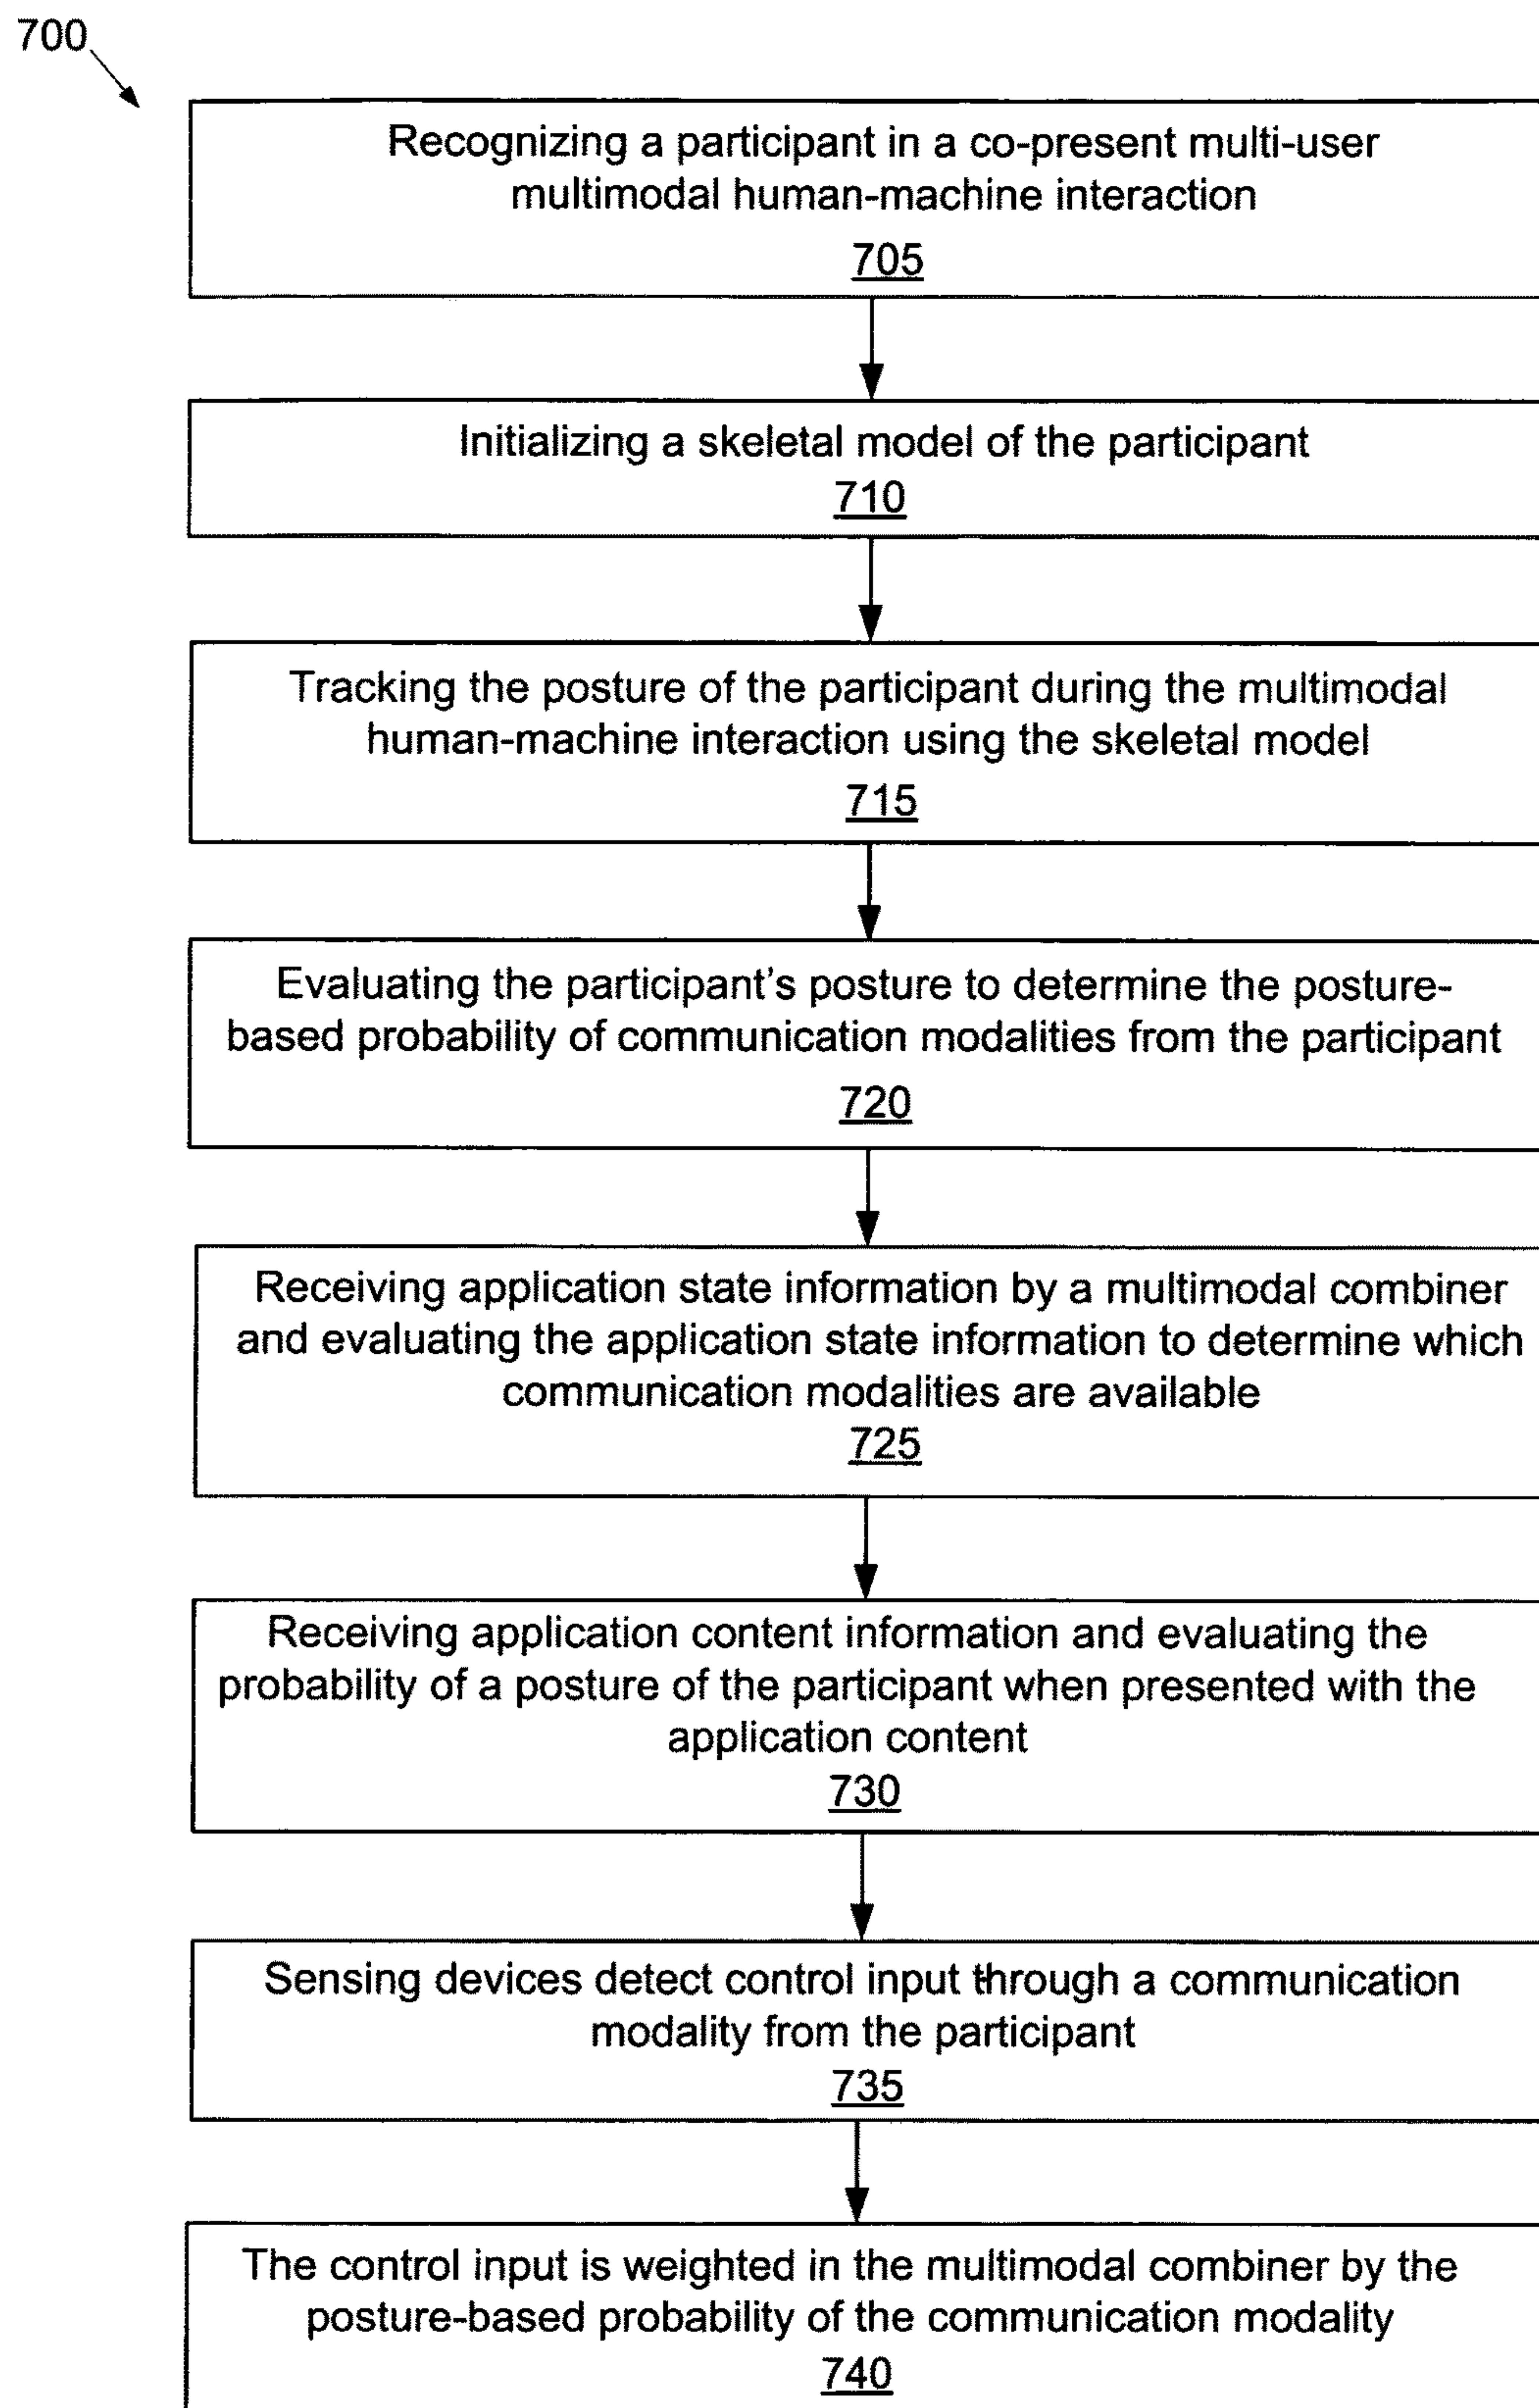 700
Recognizing a participant in a co-present multi-user
multimodal human-machine interaction
705
Initializing a skeletal model of the participant
710
Tracking the posture of the participant during the multimodal
human-machine interaction using the skeletal model
715
Evaluating the participant's posture to determine the posture-
based probability of communication modalities from the participant
720
Receiving application state information by a multimodal combiner
and evaluating the application state information to determine which
communication modalities are available
725
Receiving application content information and evaluating the
probability of a posture of the participant when presented with the
application content
730
Sensing devices detect control input through a communication
modality from the participant
735
The control input is weighted in the multimodal combiner by the
posture-based probability of the communication modality
740